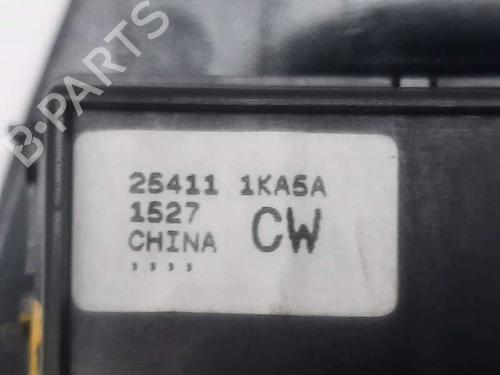 B-PARTS
25411 1KA5A
1527
CHINA CW
,,,,